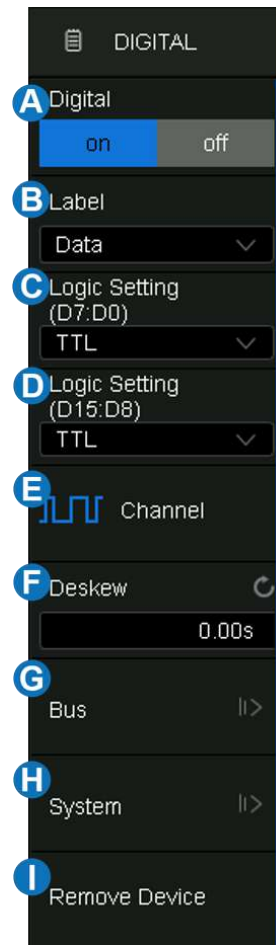 DIGITAL
A
Digital
on off
B
Label
Data
C
Logic Setting
(D7:D0)
TTL
D
Logic Setting
(D15:D8)
TTL
E
Channel
F
Deskew
0.00s
G
Bus
H
System
I
Remove Device